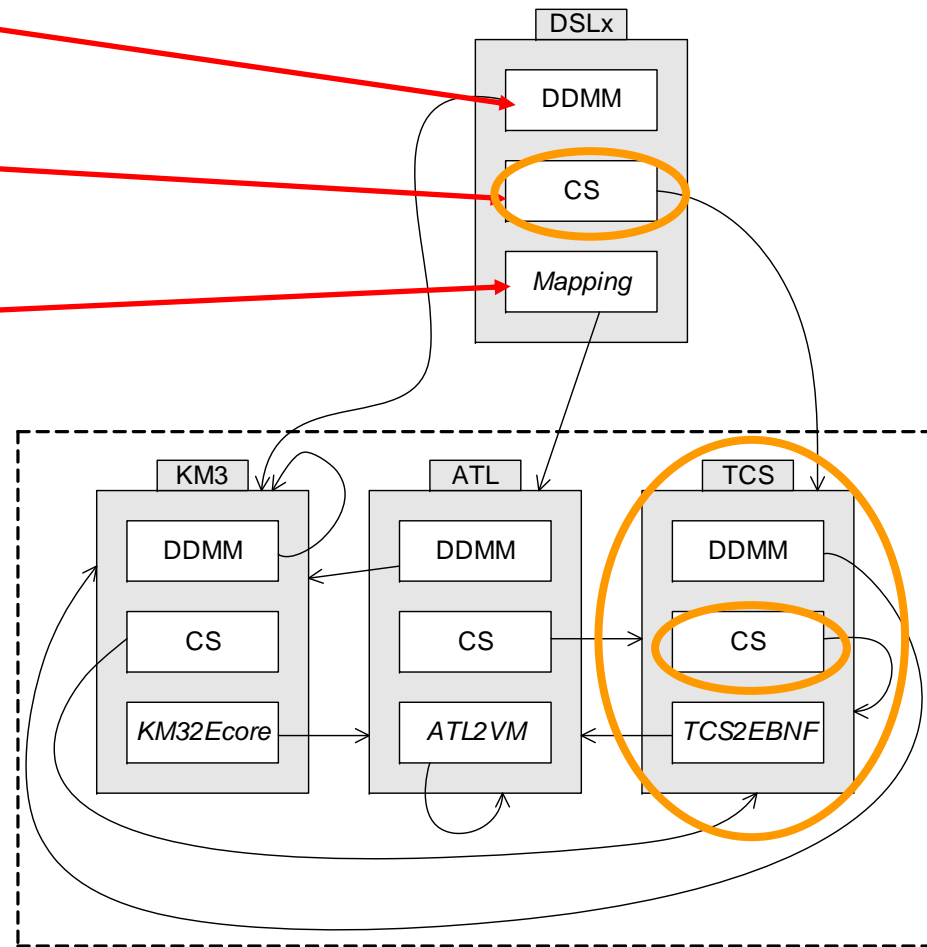 DSLx
DDMM
CS
Mapping
KM3
ATL
TCS
DDMM
DDMM
DDMM
CS
CS
CS
KM32Ecore
ATL2VM
TCS2EBNF